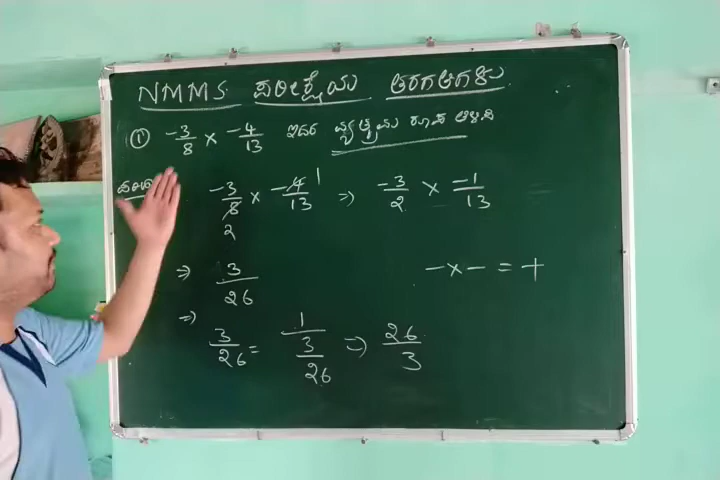 NMMS ಪರೀಕ್ಷೆಯ
① -3/8 × -4/13 ಇದರ ವ್ಯುತ್ಕ್ರಮ ರೂಪ
-3/8 2 × -4/13 1 ⇒ -3/2 × -1/13
⇒ 3/26 - × - = +
⇒ 3/26 = 1/(3/26) ⇒ 26/3